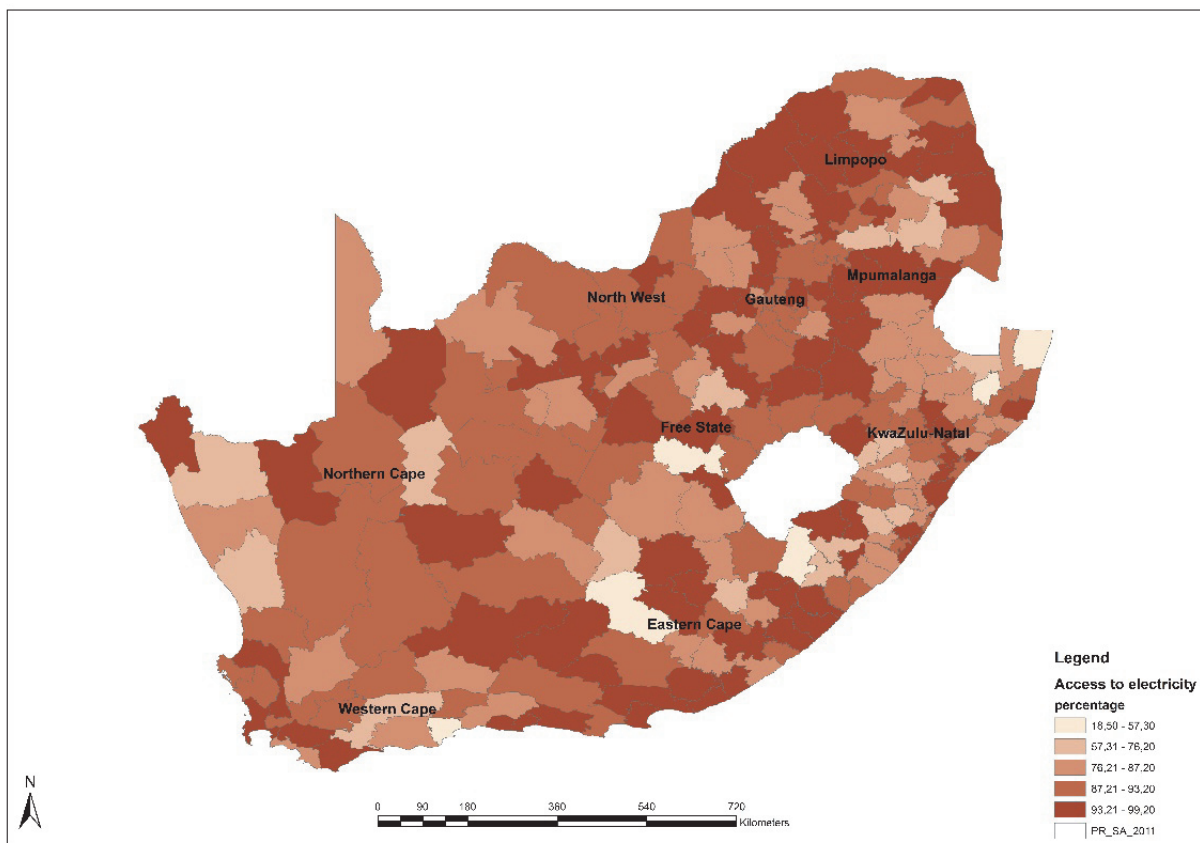 Limpopo
Mpumalanga
North West
Gauteng
Free State
KwaZulu-Natal
Northern Cape
Eastern Cape
Western Cape
Legend
Access to electricity
percentage
18,50 - 57,30
57,31 - 76,20
76,21 - 87,20
87,21 - 93,20
93,21 - 99,20
PR_SA_2011
N
0 90 180 360 540 720
Kilometers